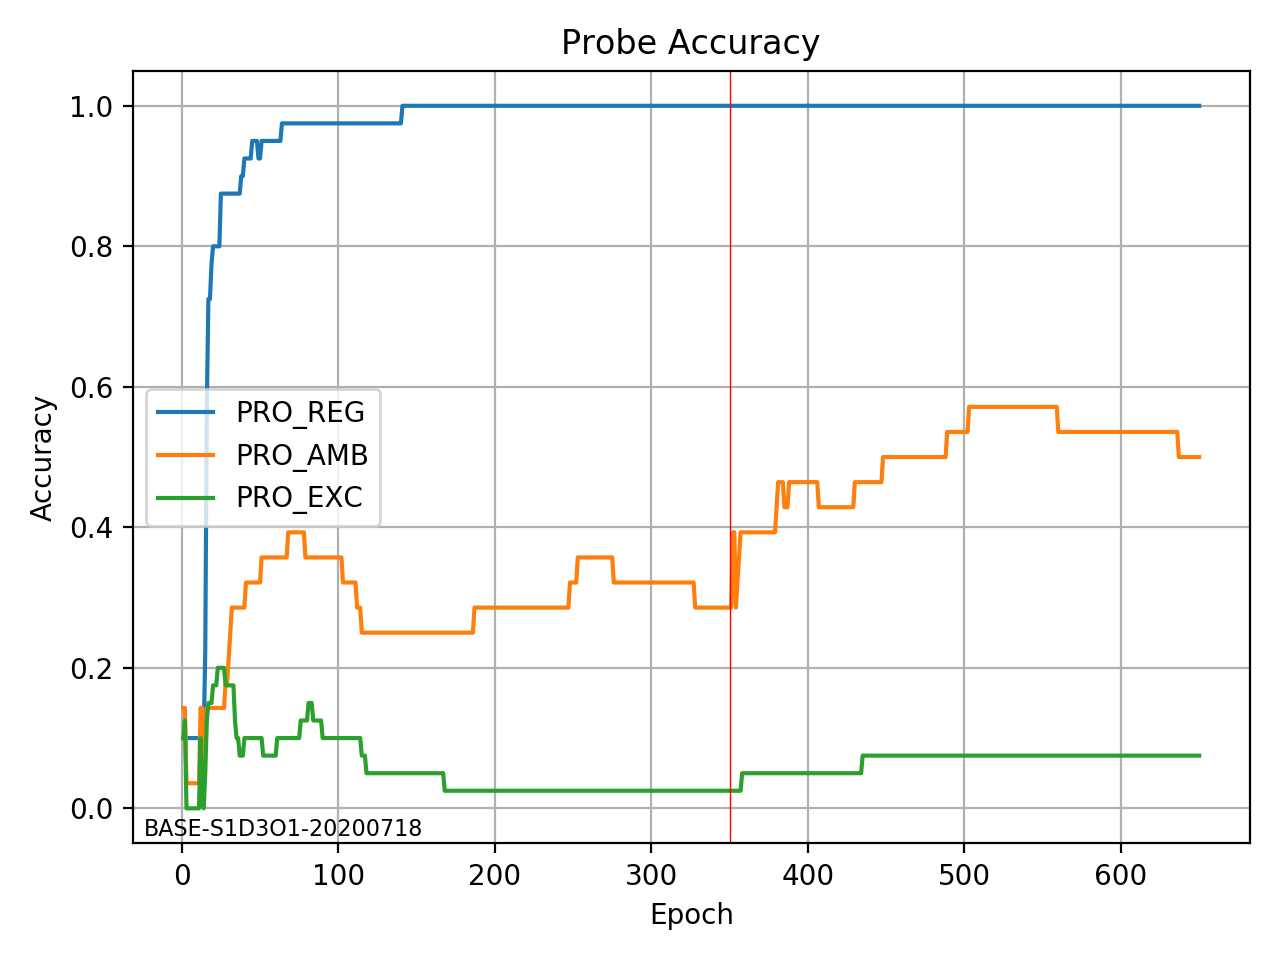 Probe Accuracy
Accuracy
1.0
0.8
0.6
0.4
0.2
0.0
PRO_REG
PRO_AMB
PRO_EXC
BASE-S1D3O1-20200718
0 100 200 300 400 500 600
Epoch